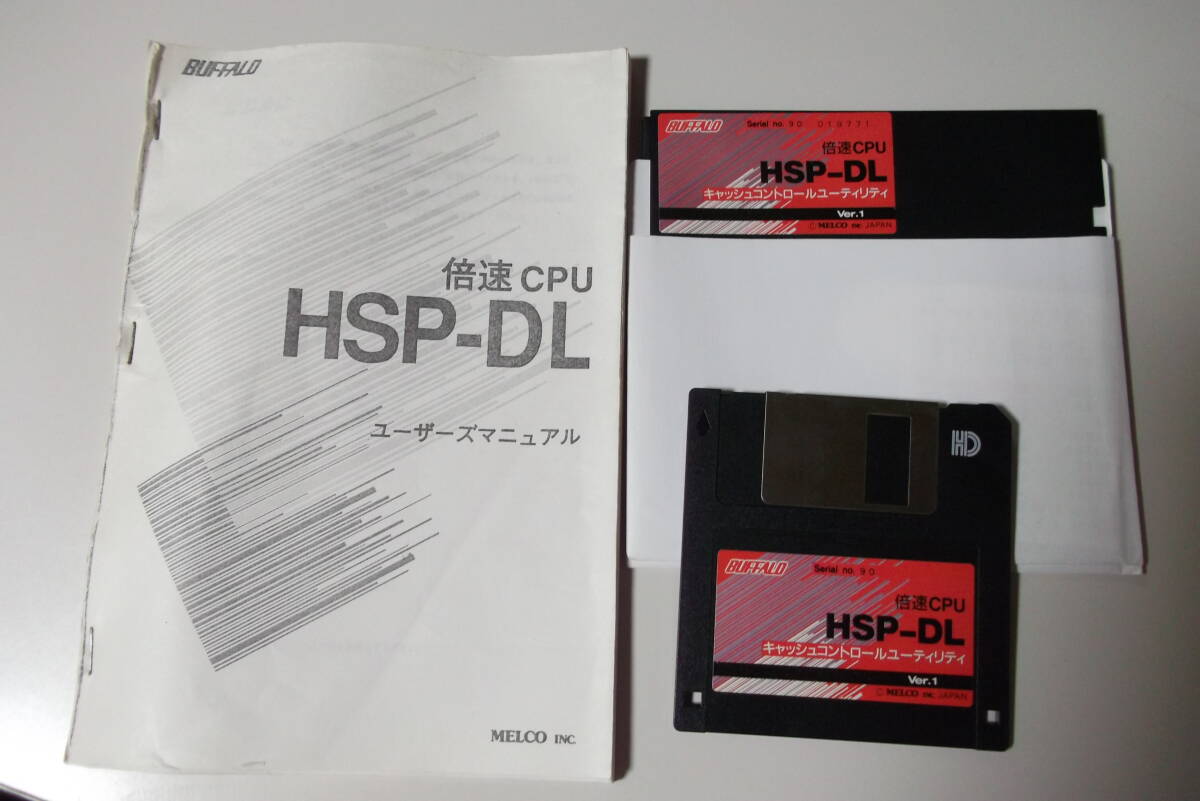 BUFFALO
倍速 CPU
HSP-DL
ユーザーズマニュアル
MELCO INC.
BUFFALO Serial no. 90 019731
倍速CPU
HSP-DL
キャッシュコントロールユーティリティ
Ver.1
© MELCO INC. JAPAN
HD
BUFFALO Serial no. 90
倍速CPU
HSP-DL
キャッシュコントロールユーティリティ
Ver.1
© MELCO INC. JAPAN